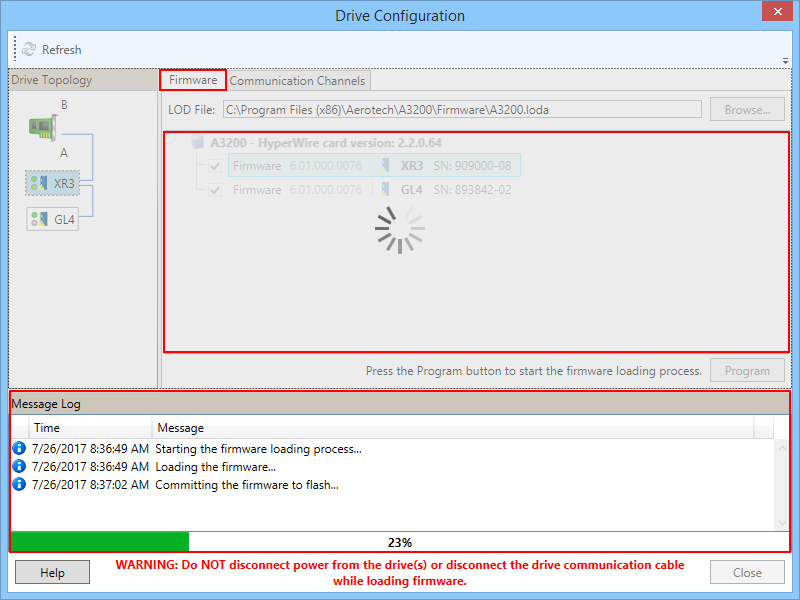 Drive Configuration
Refresh
Drive Topology
Firmware
Communication Channels
B
A
XR3
GL4
LOD File:
C:\Program Files (x86)\Aerotech\A3200\Firmware\A3200.loda
Browse...
A3200 - HyperWire card version: 2.2.0.64
Firmware 6.01.000.0076 XR3 SN: 909000-08
Firmware 6.01.000.0076 GL4 SN: 893842-02
Press the Program button to start the firmware loading process.
Program
Message Log
Time Message
7/26/2017 8:36:49 AM Starting the firmware loading process...
7/26/2017 8:36:49 AM Loading the firmware...
7/26/2017 8:37:02 AM Committing the firmware to flash...
23%
Help
WARNING: Do NOT disconnect power from the drive(s) or disconnect the drive communication cable
while loading firmware.
Close